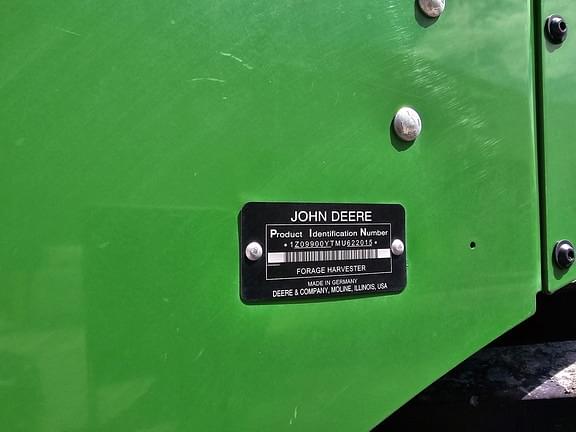 JOHN DEERE
Product Identification Number
*1Z09900YTMU622015*
FORAGE HARVESTER
MADE IN GERMANY
DEERE & COMPANY, MOLINE, ILLINOIS, USA